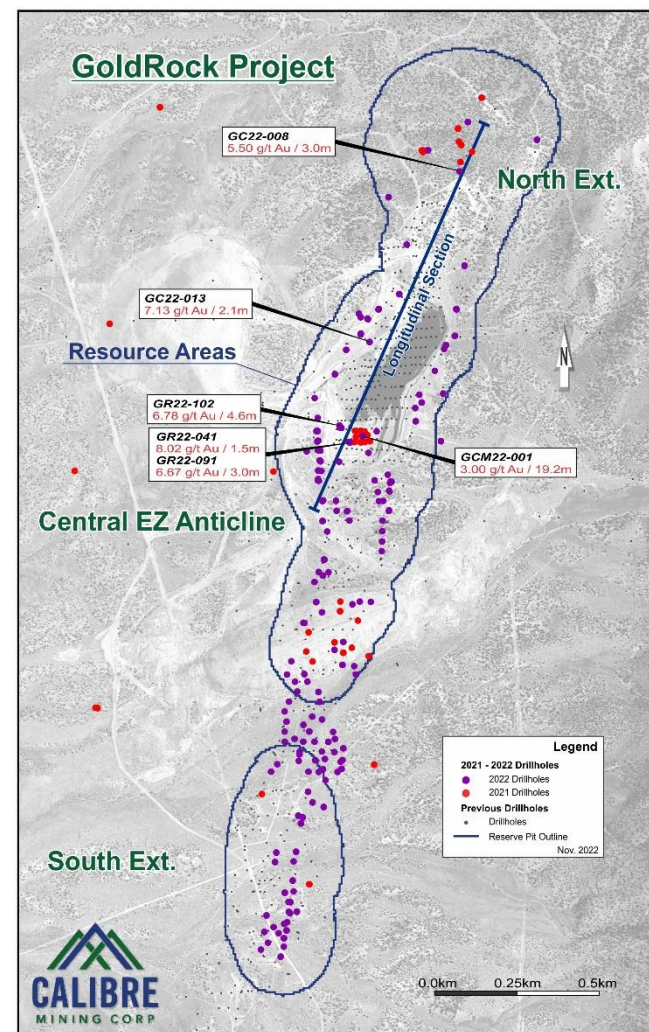 GoldRock Project
GC22-008
5.50 g/t Au / 3.0m
North Ext.
Longitudinal Section
GC22-013
7.13 g/t Au / 2.1m
N
Resource Areas
GR22-102
6.78 g/t Au / 4.6m
GR22-041
8.02 g/t Au / 1.5m
GR22-091
6.67 g/t Au / 3.0m
GCM22-001
3.00 g/t Au / 19.2m
Central EZ Anticline
Legend
2021 - 2022 Drillholes
2022 Drillholes
2021 Drillholes
Previous Drillholes
Drillholes
Reserve Pit Outline
Nov. 2022
South Ext.
CALIBRE
MINING CORP
0.0km 0.25km 0.5km